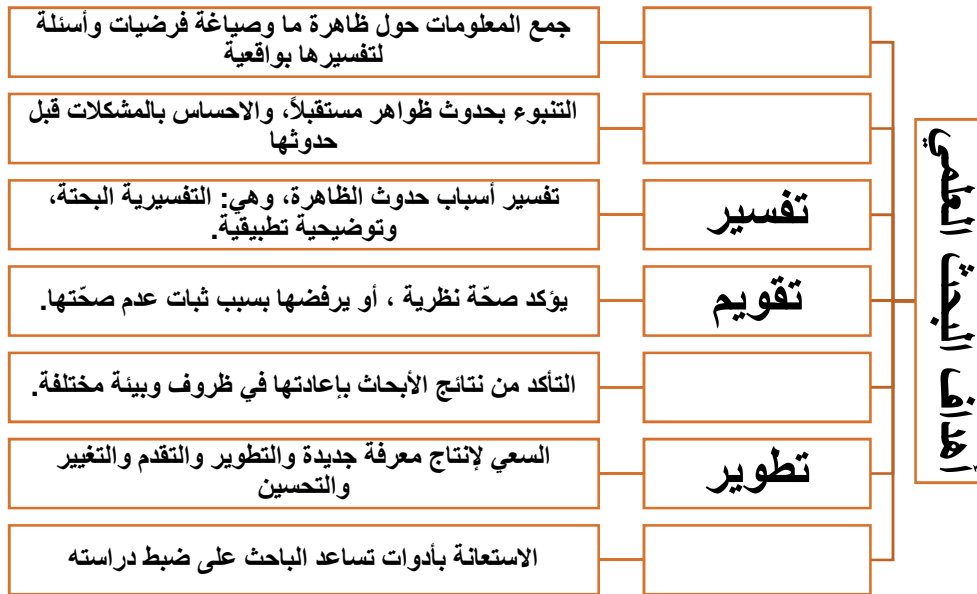 أهداف البحث العلمي
جمع المعلومات حول ظاهرة ما وصياغة فرضيات وأسئلة
لتفسيرها بواقعية
التنبوء بحدوث ظواهر مستقبلاً، والاحساس بالمشكلات قبل
حدوثها
تفسير
تفسير أسباب حدوث الظاهرة، وهي: التفسيرية البحتة،
وتوضيحية تطبيقية.
تقويم
يؤكد صحّة نظرية ، أو يرفضها بسبب ثبات عدم صحّتها.
التأكد من نتائج الأبحاث بإعادتها في ظروف وبيئة مختلفة.
تطوير
السعي لإنتاج معرفة جديدة والتطوير والتقدم والتغيير
والتحسين
الاستعانة بأدوات تساعد الباحث على ضبط دراسته